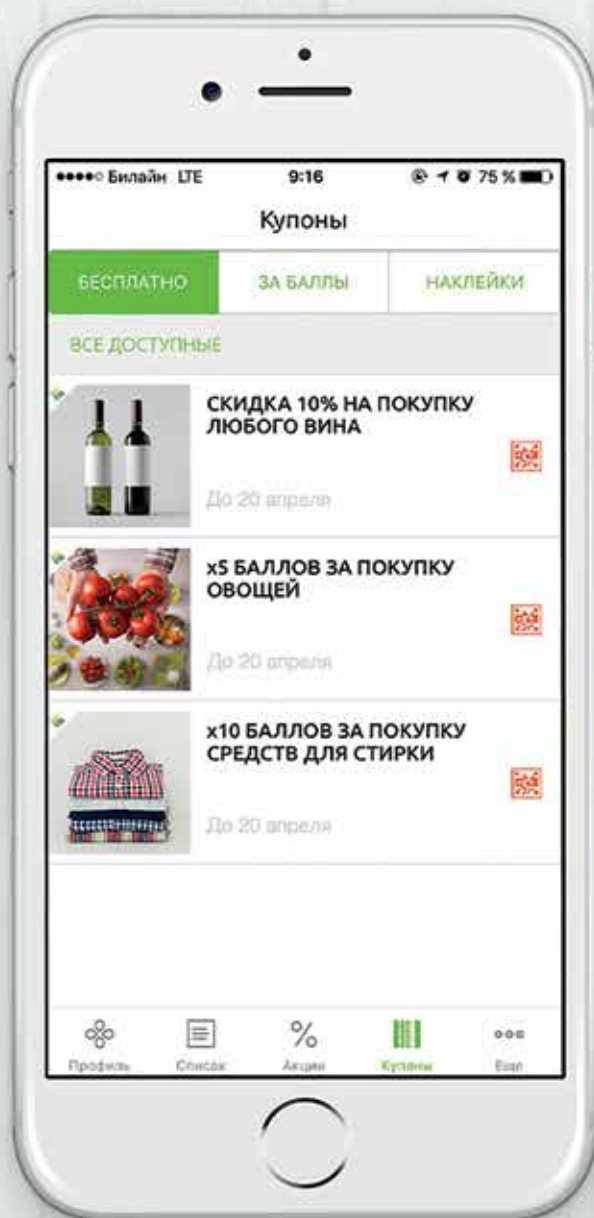 Билайн LTE 9:16 75 %
Купоны
БЕСПЛАТНО ЗА БАЛЛЫ НАКЛЕЙКИ
ВСЕ ДОСТУПНЫЕ
СКИДКА 10% НА ПОКУПКУ
ЛЮБОГО ВИНА
До 20 апреля
x5 БАЛЛОВ ЗА ПОКУПКУ
ОВОЩЕЙ
До 20 апреля
x10 БАЛЛОВ ЗА ПОКУПКУ
СРЕДСТВ ДЛЯ СТИРКИ
До 20 апреля
Профиль Список Акции Купоны Еще